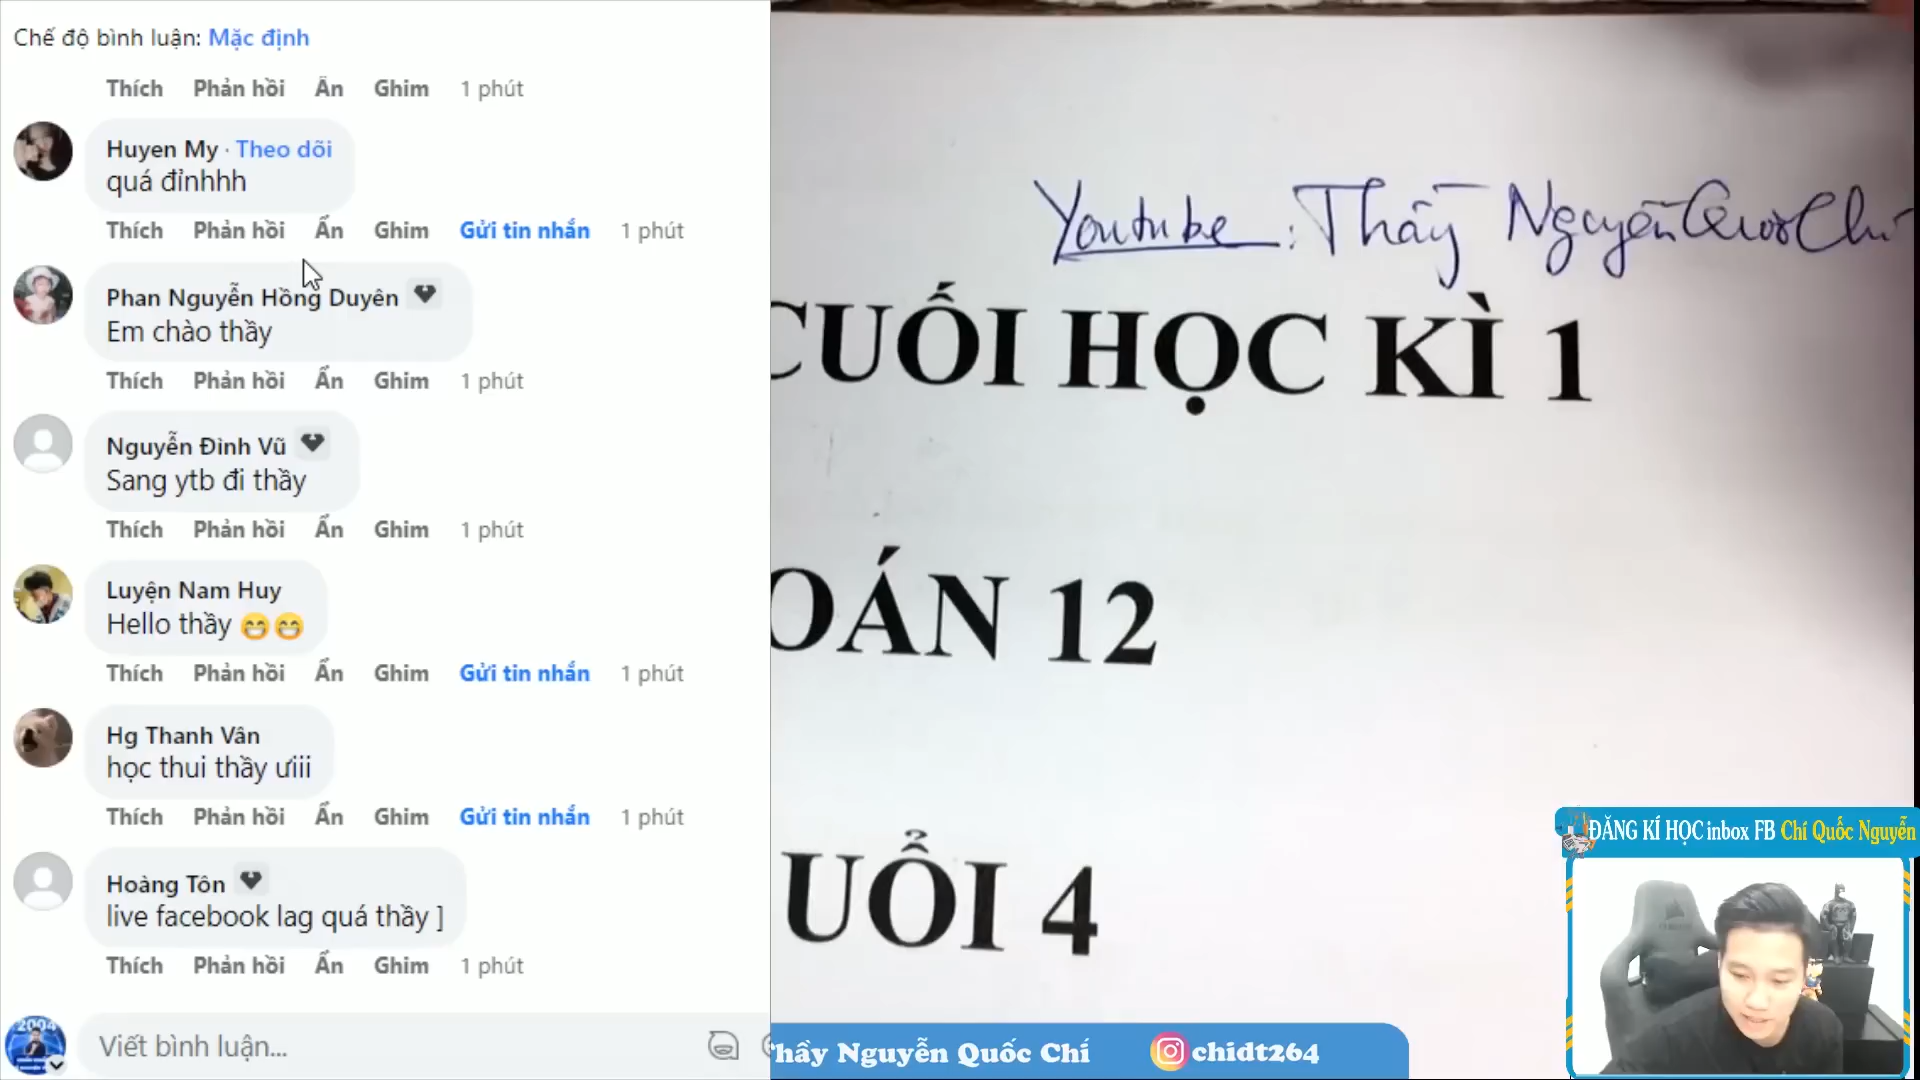 Chế độ bình luận: Mặc định
Thích Phản hồi Ẩn Ghim 1 phút
Huyen My · Theo dõi
quá đỉnhhh
Thích Phản hồi Ẩn Ghim Gửi tin nhắn 1 phút
Phan Nguyễn Hồng Duyên
Em chào thầy
Thích Phản hồi Ẩn Ghim 1 phút
Nguyễn Đình Vũ
Sang ytb đi thầy
Thích Phản hồi Ẩn Ghim 1 phút
Luyện Nam Huy
Hello thầy 😁😁
Thích Phản hồi Ẩn Ghim Gửi tin nhắn 1 phút
Hg Thanh Vân
học thui thầy ưiii
Thích Phản hồi Ẩn Ghim Gửi tin nhắn 1 phút
Hoàng Tôn
live facebook lag quá thầy ]
Thích Phản hồi Ẩn Ghim 1 phút
2004
Viết bình luận...
Youtube : Thầy Nguyễn Quốc Chí
CUỐI HỌC KÌ 1
OÁN 12
UỔI 4
ĐĂNG KÍ HỌC inbox FB Chí Quốc Nguyễn
Thầy Nguyễn Quốc Chí
chidt264